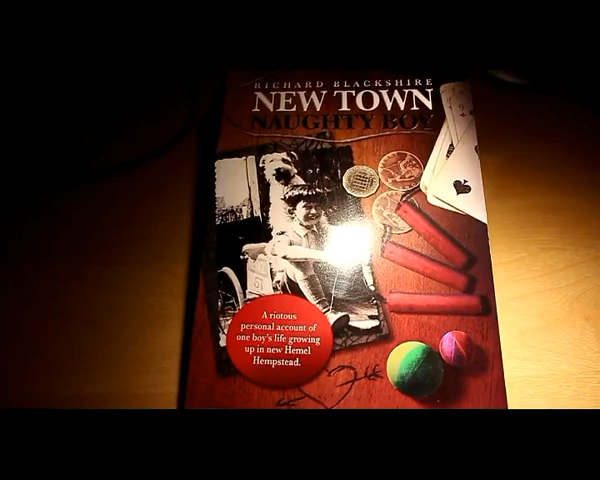 RICHARD BLACKSHIRE
NEW TOWN
NAUGHTY BOY
A riotous
personal account of
one boy's life growing
up in new Hemel
Hempstead.